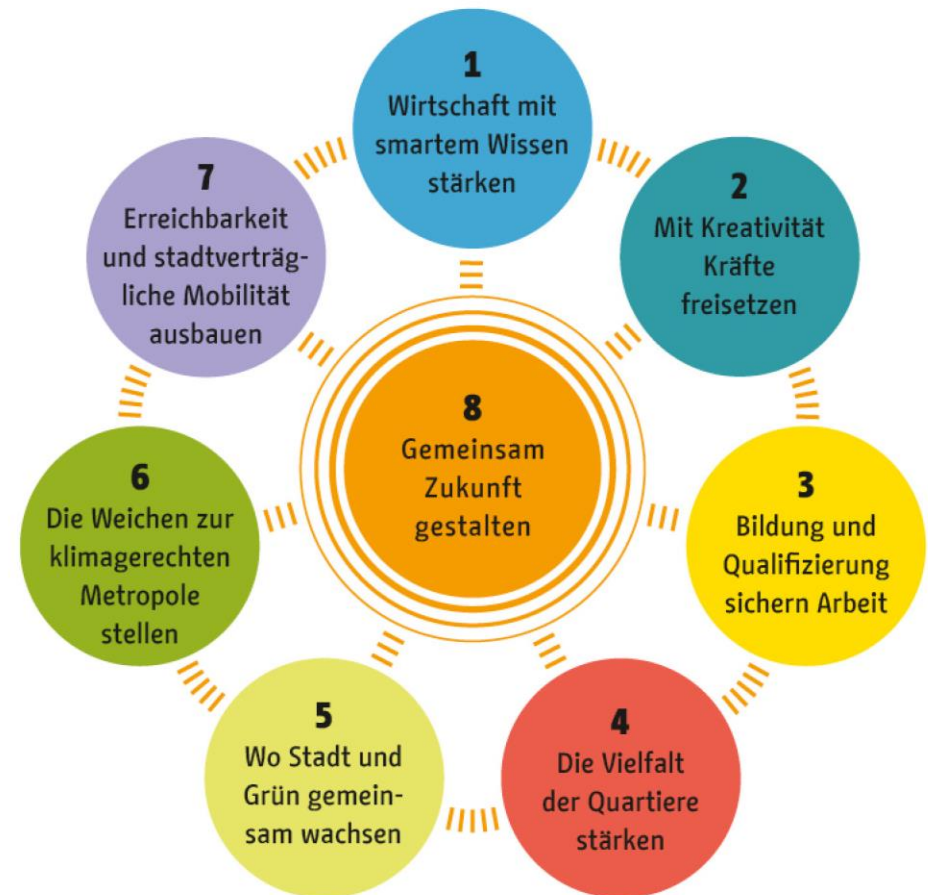 1
Wirtschaft mit
smartem Wissen
stärken
2
Mit Kreativität
Kräfte
freisetzen
3
Bildung und
Qualifizierung
sichern Arbeit
4
Die Vielfalt
der Quartiere
stärken
5
Wo Stadt und
Grün gemein-
sam wachsen
6
Die Weichen zur
klimagerechten
Metropole
stellen
7
Erreichbarkeit
und stadtverträg-
liche Mobilität
ausbauen
8
Gemeinsam
Zukunft
gestalten